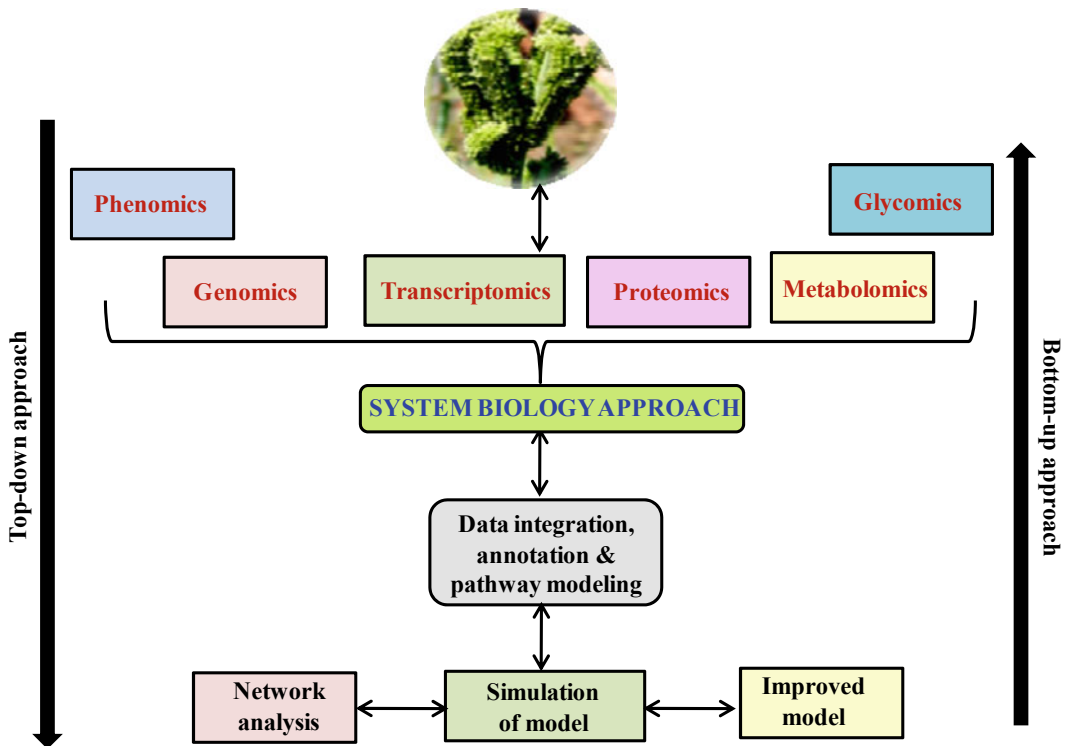 Phenomics
Glycomics
Genomics
Transcriptomics
Proteomics
Metabolomics
SYSTEM BIOLOGY APPROACH
Top-down approach
Bottom-up approach
Data integration,
annotation &
pathway modeling
Network
analysis
Simulation
of model
Improved
model